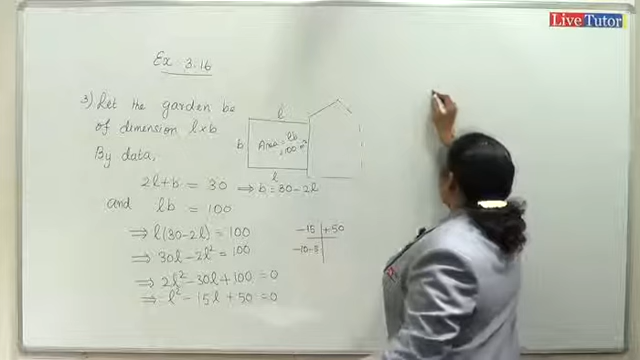 Live Tutor
Ex 3.16
3) Let the garden be
of dimension l×b
l
b
Area = lb
= 100 m²
l
By data,
2l+b = 30 ⇒ b = 30-2l
and lb = 100
⇒ l(30-2l) = 100
⇒ 30l - 2l² = 100
⇒ 2l² - 30l + 100 = 0
⇒ l² - 15l + 50 = 0
-15 | +50
-10 -5